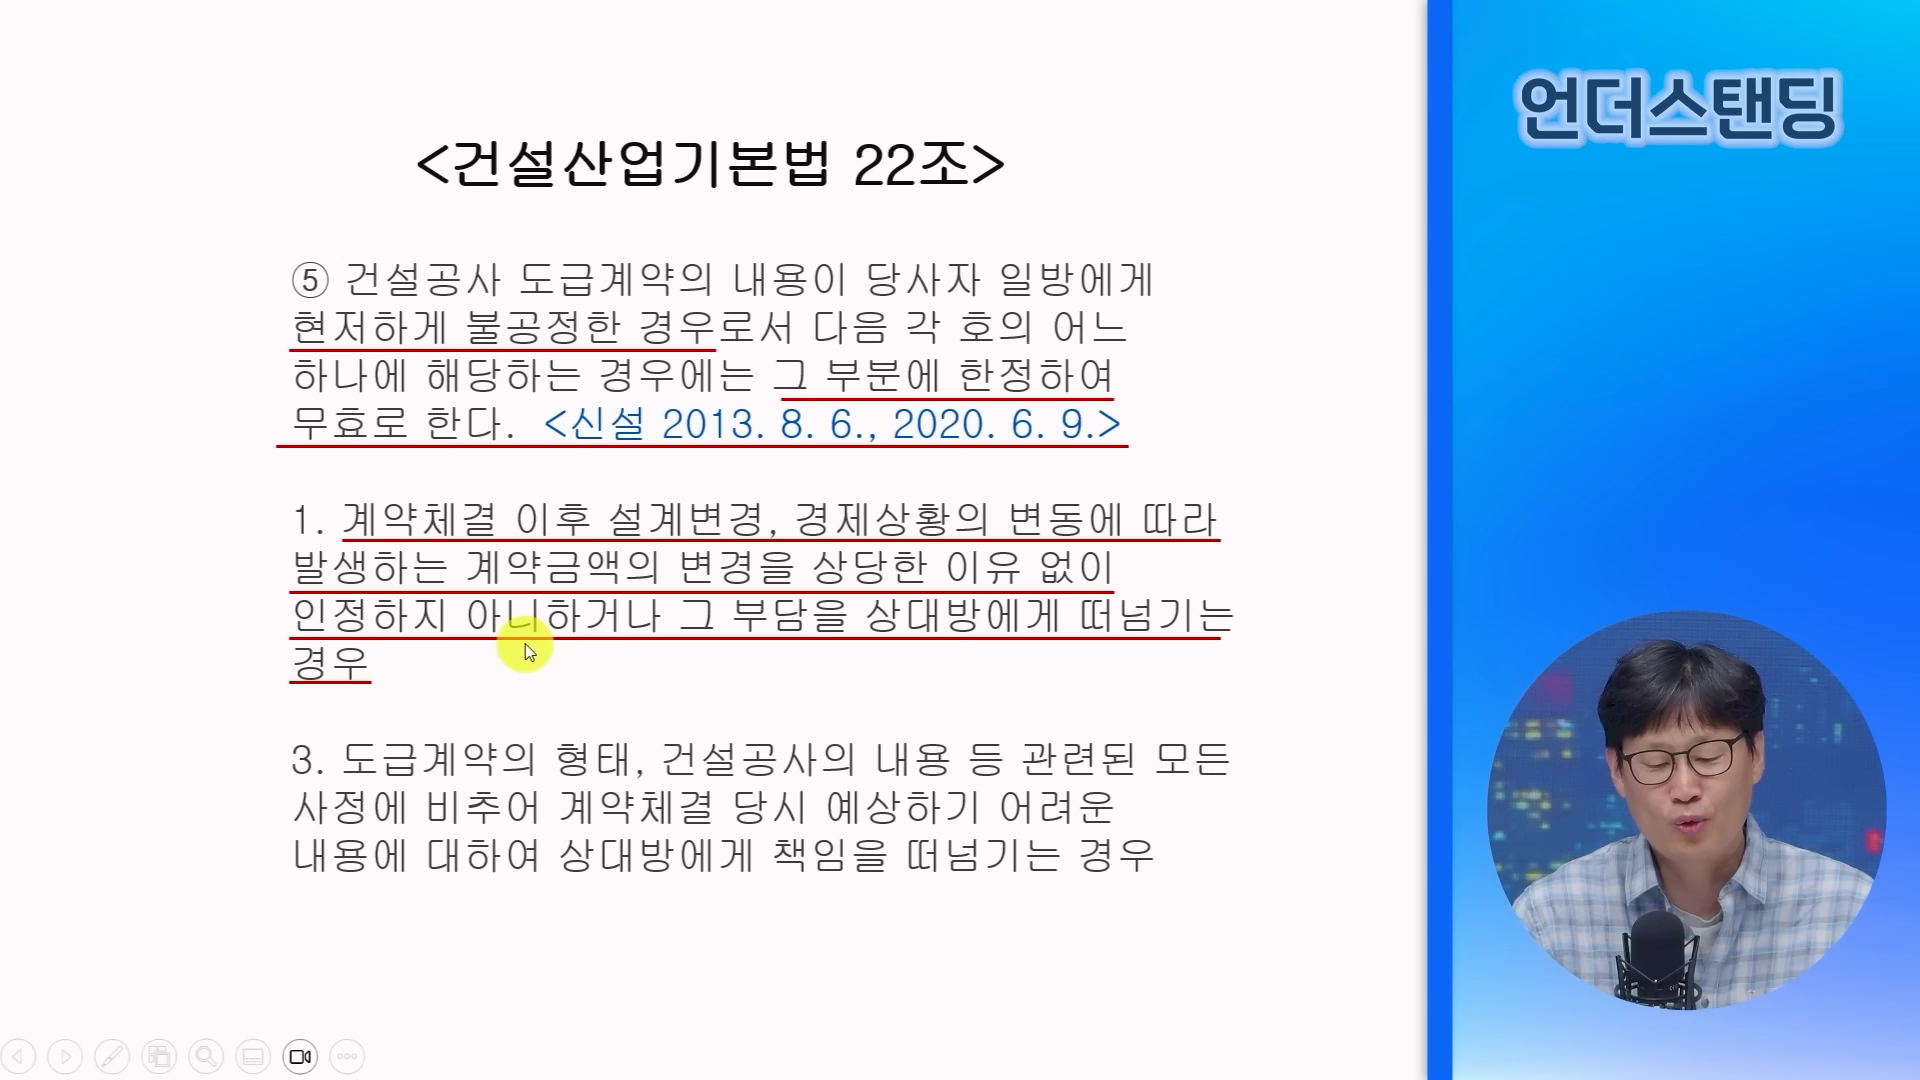 언더스탠딩
<건설산업기본법 22조>
⑤ 건설공사 도급계약의 내용이 당사자 일방에게
현저하게 불공정한 경우로서 다음 각 호의 어느
하나에 해당하는 경우에는 그 부분에 한정하여
무효로 한다. <신설 2013. 8. 6., 2020. 6. 9.>
1. 계약체결 이후 설계변경, 경제상황의 변동에 따라
발생하는 계약금액의 변경을 상당한 이유 없이
인정하지 아니하거나 그 부담을 상대방에게 떠넘기는
경우
3. 도급계약의 형태, 건설공사의 내용 등 관련된 모든
사정에 비추어 계약체결 당시 예상하기 어려운
내용에 대하여 상대방에게 책임을 떠넘기는 경우